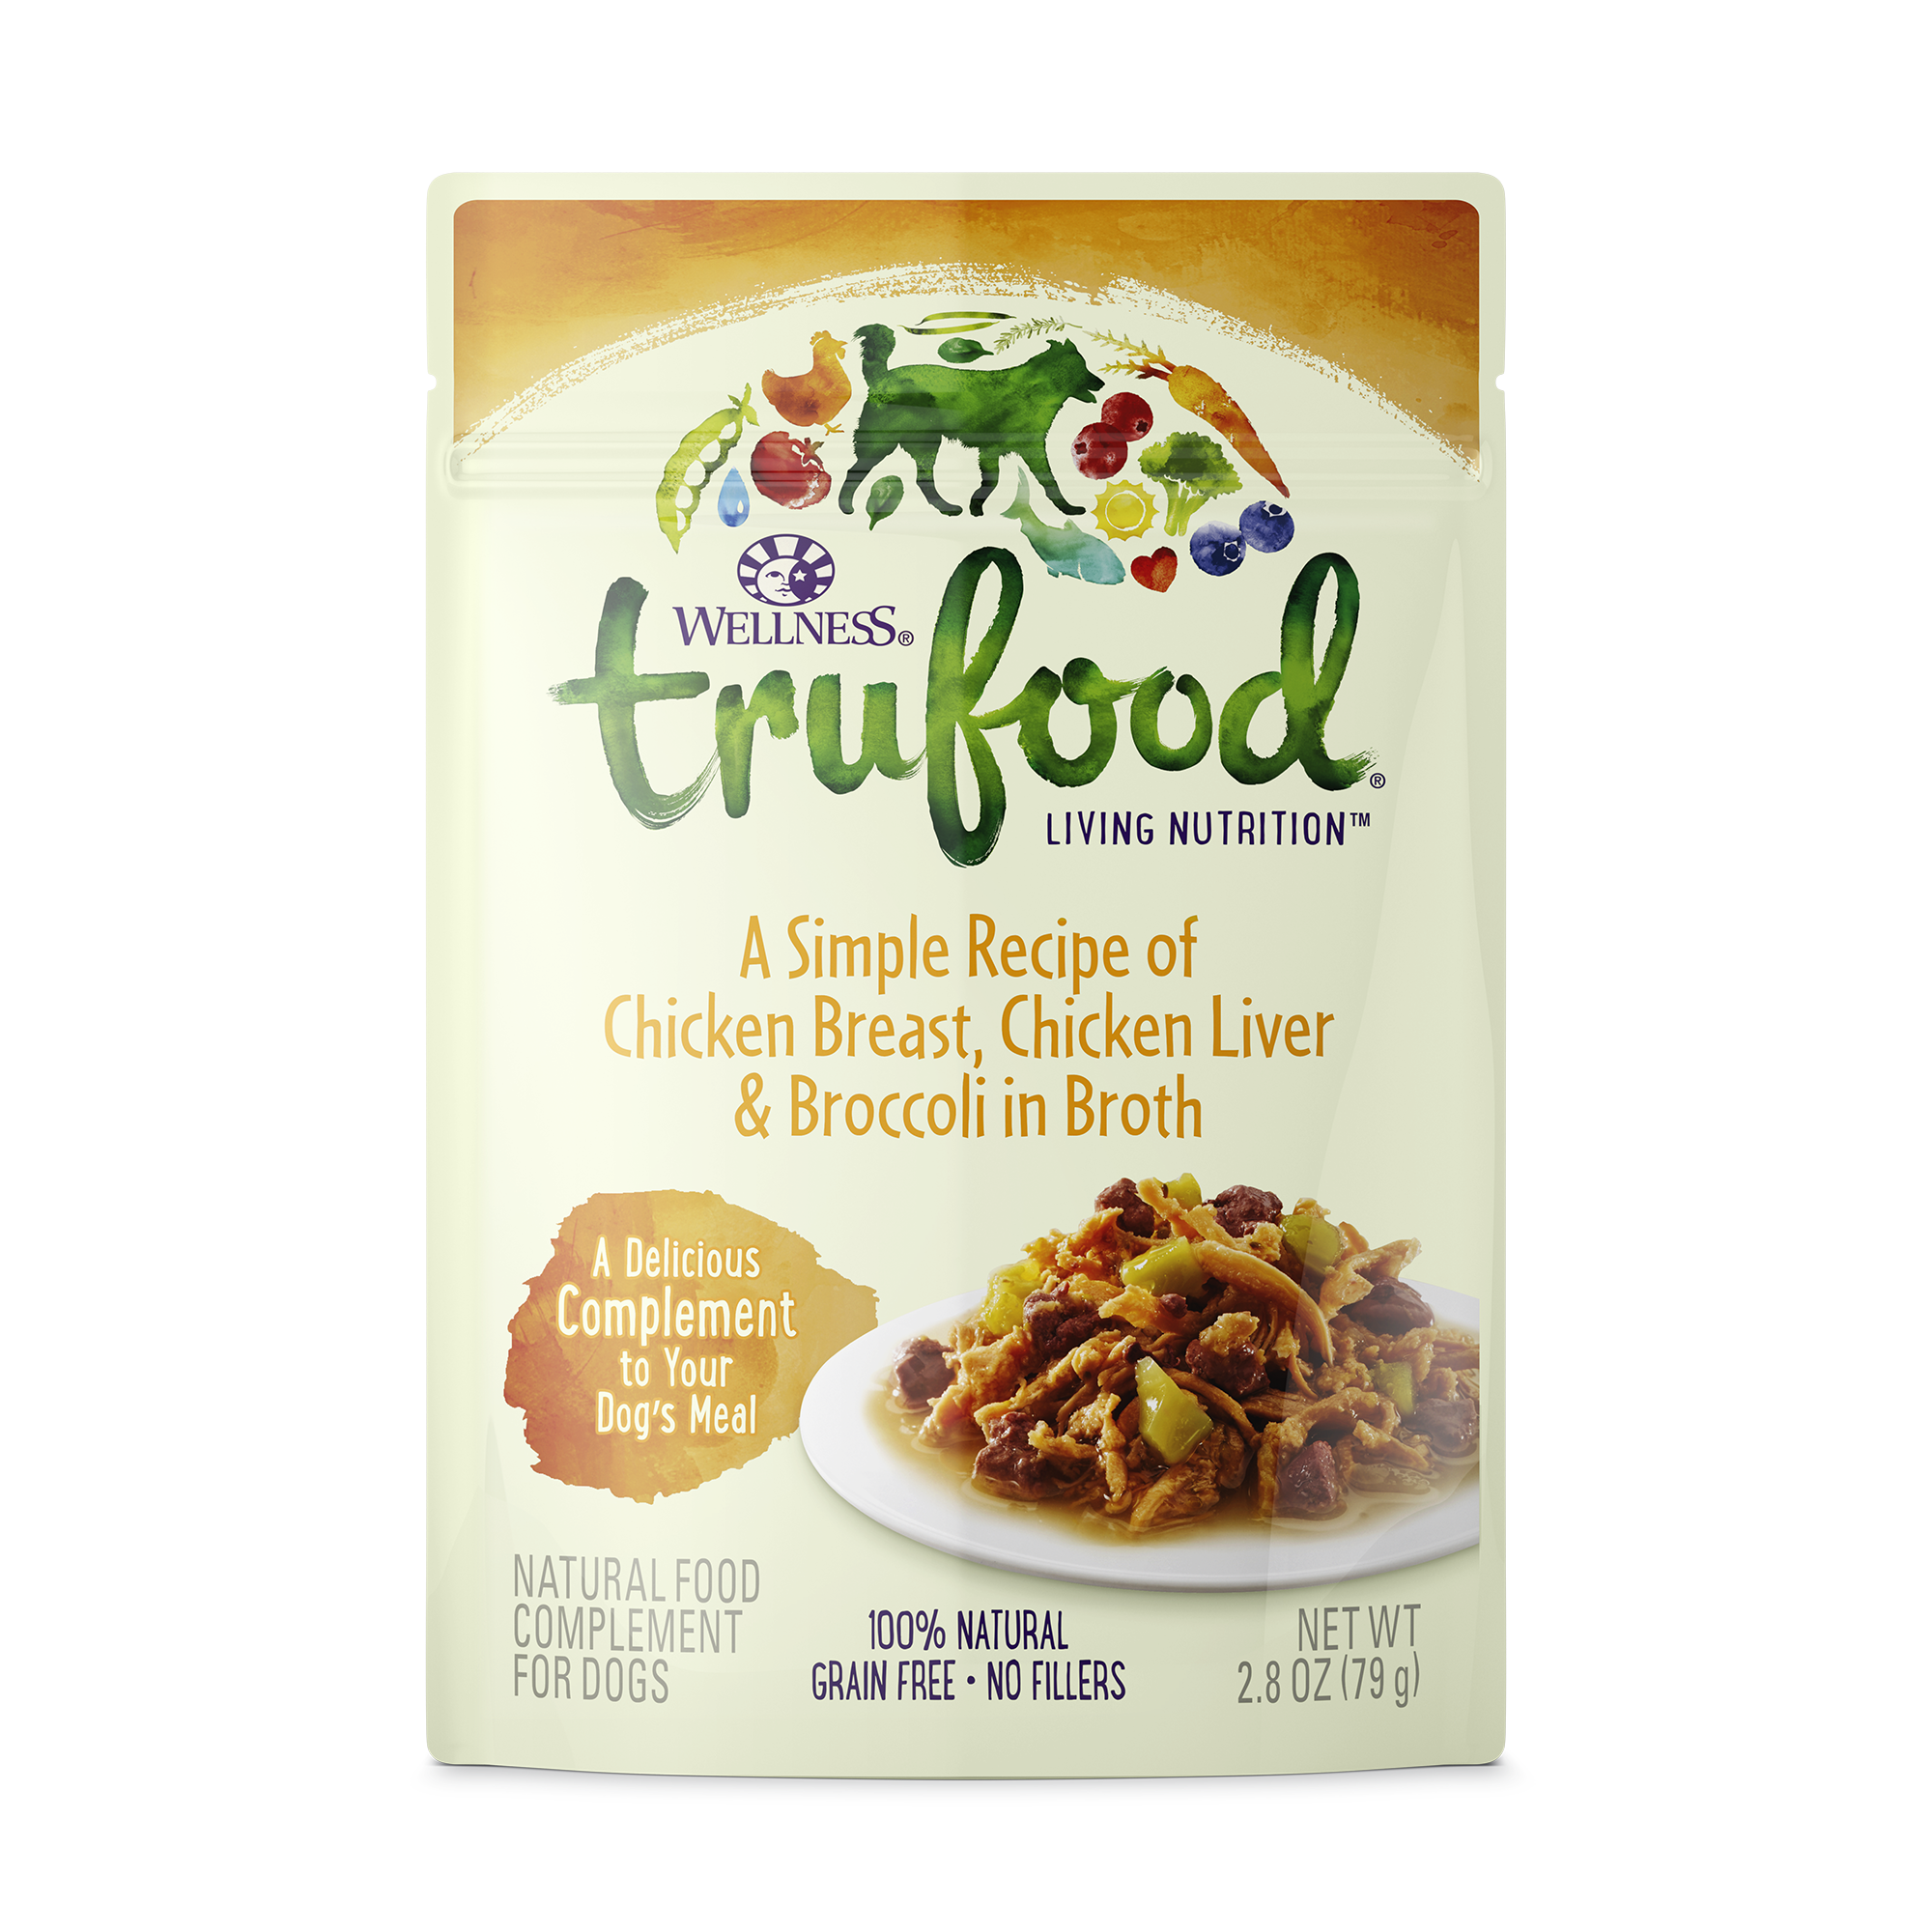 WELLNESS®
trufood®
LIVING NUTRITION™
A Simple Recipe of
Chicken Breast, Chicken Liver
& Broccoli in Broth
A Delicious
Complement
to Your
Dog's Meal
NATURAL FOOD
COMPLEMENT
FOR DOGS
100% NATURAL
GRAIN FREE • NO FILLERS
NET WT
2.8 OZ (79 g)